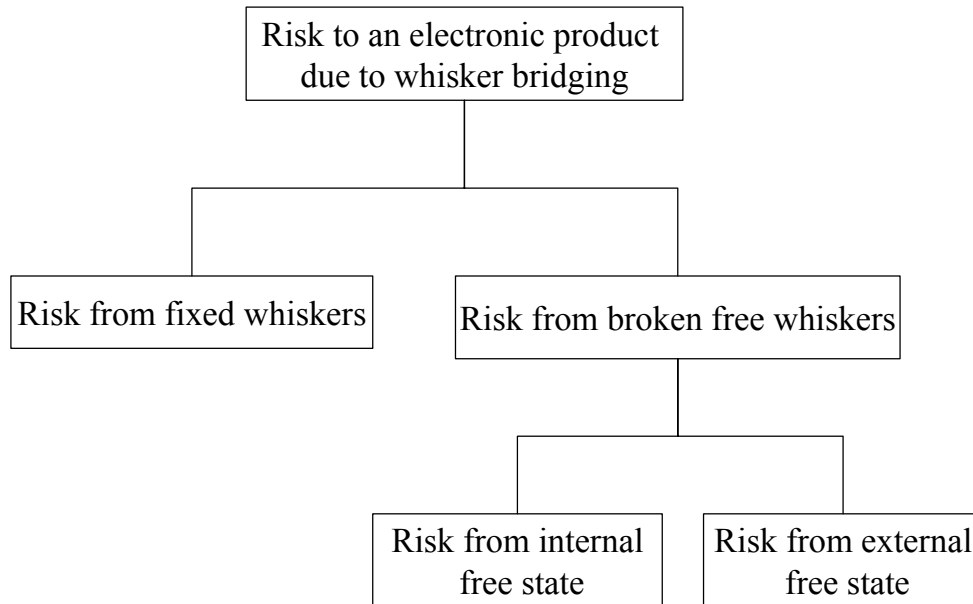 Risk to an electronic product
due to whisker bridging
Risk from fixed whiskers
Risk from broken free whiskers
Risk from internal
free state
Risk from external
free state